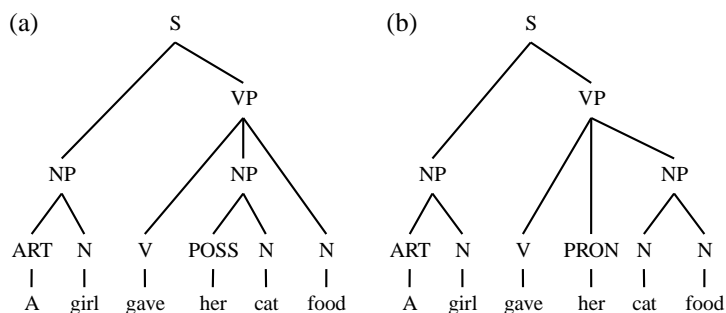 (a) S (b) S
VP VP
NP NP NP NP
ART N V POSS N N ART N V PRON N N
A girl gave her cat food A girl gave her cat food